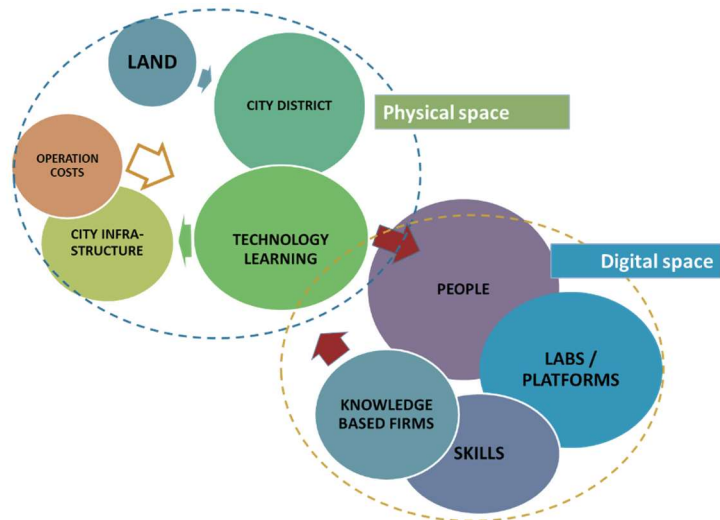 LAND
CITY DISTRICT
Physical space
OPERATION
COSTS
CITY INFRA-
STRUCTURE
TECHNOLOGY
LEARNING
Digital space
PEOPLE
LABS /
PLATFORMS
KNOWLEDGE
BASED FIRMS
SKILLS